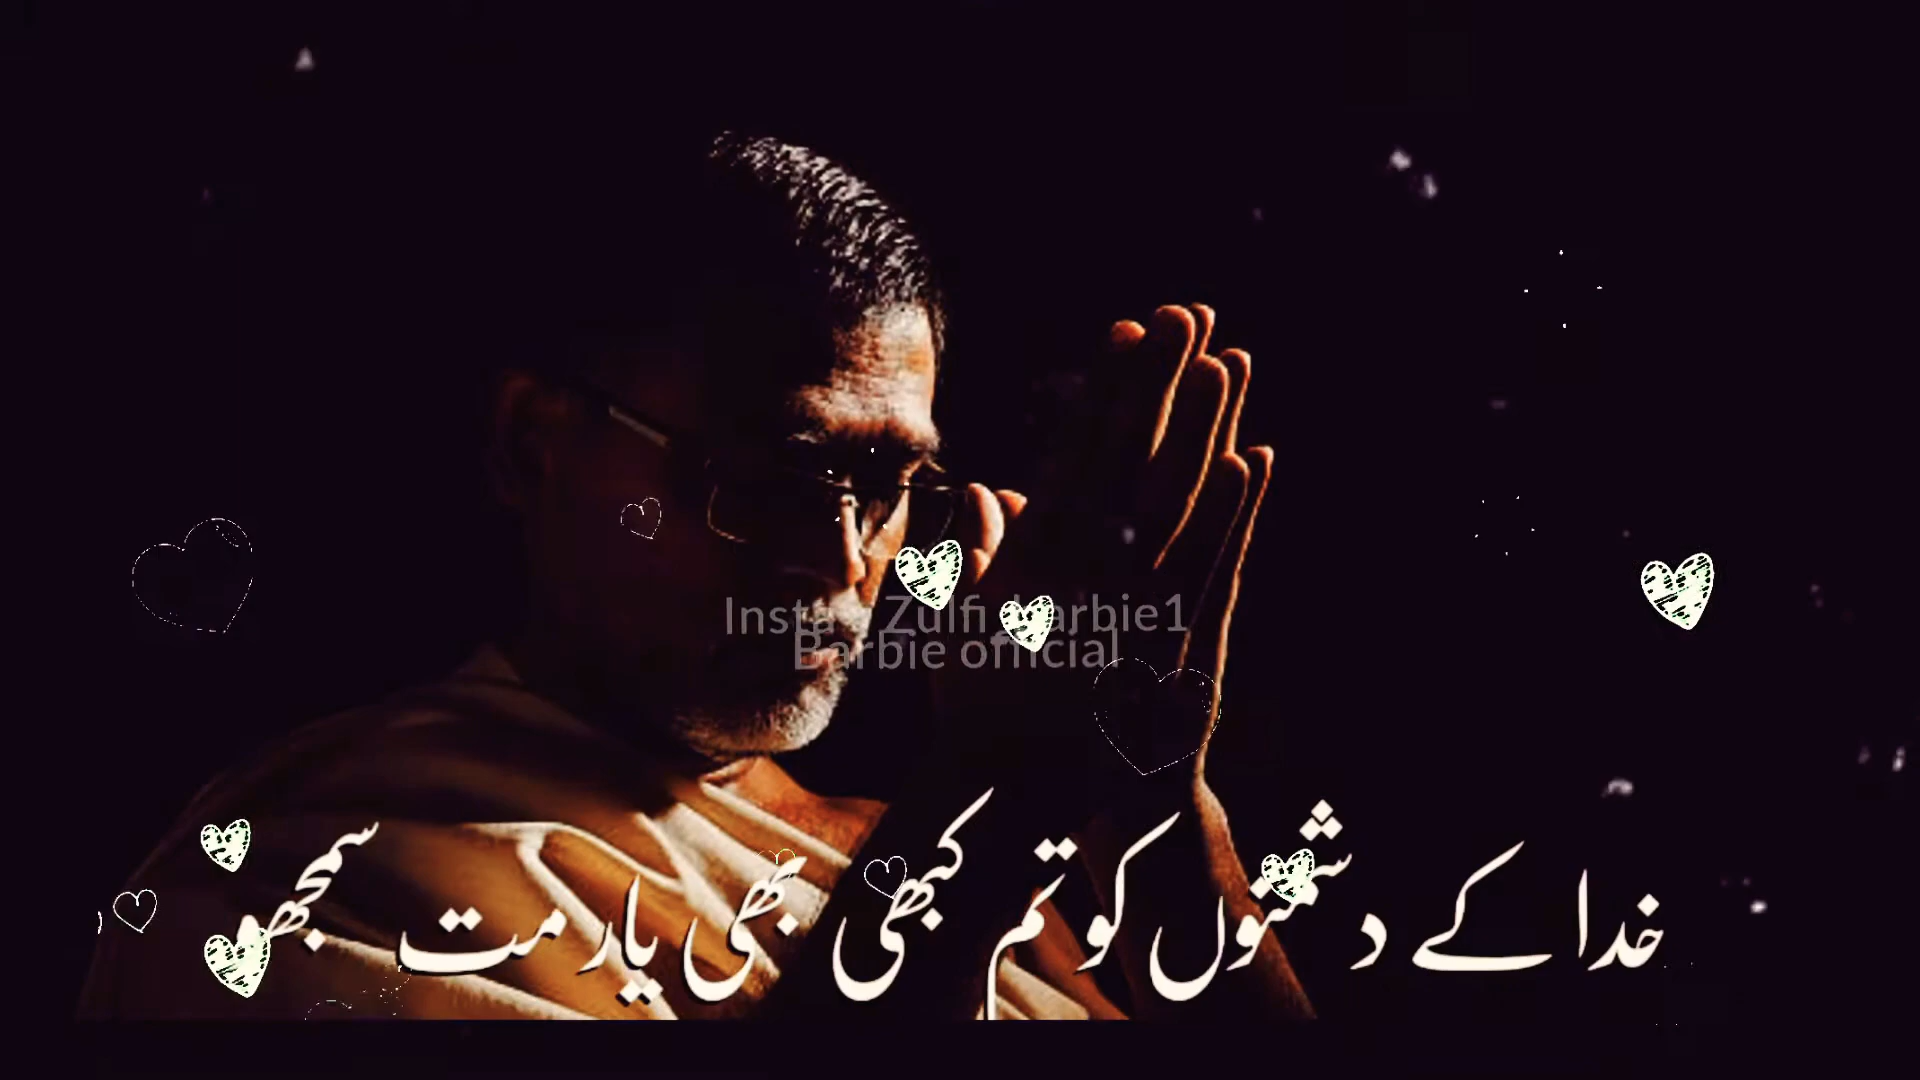 Insta Zulfi barbie1
Barbie official
خدا کے دشمنوں کو تم کبھی بھی یار مت سمجھو